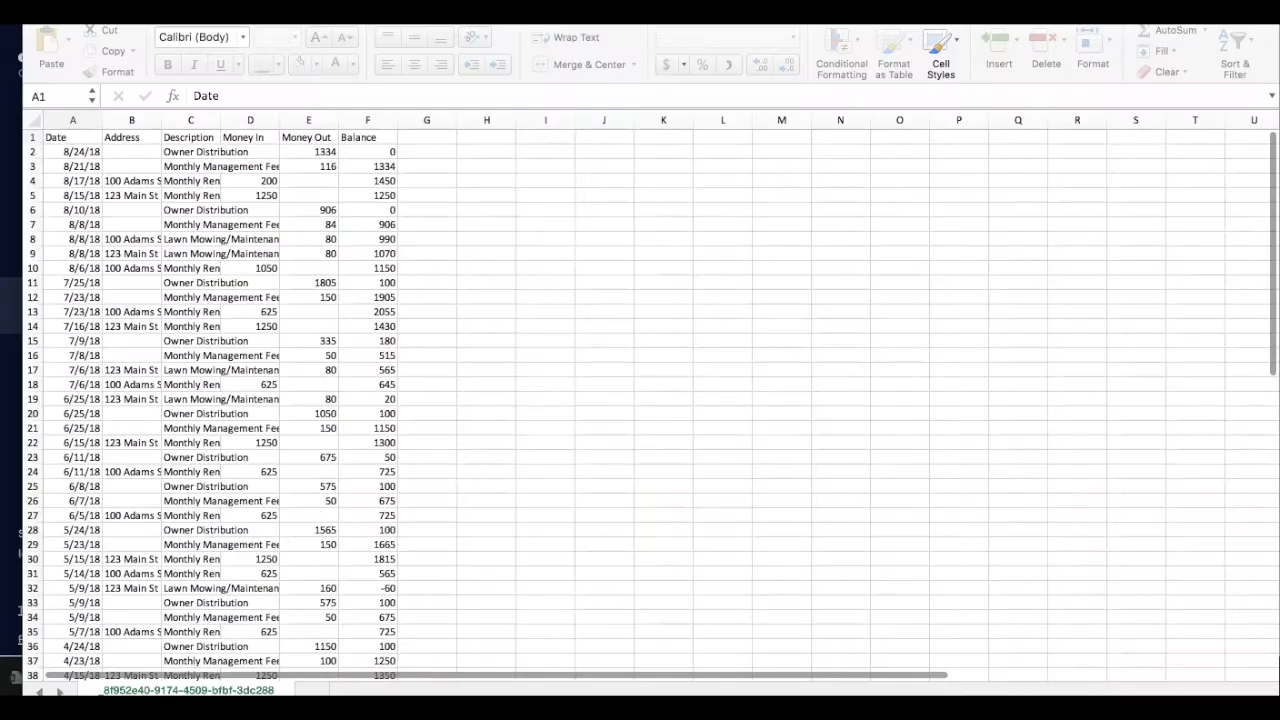 Cut
Copy
Format
Paste
Calibri (Body)
B I U
Wrap Text
Merge & Center
$ %
Conditional Formatting
Format as Table
Cell Styles
Insert
Delete
Format
AutoSum
Fill
Clear
Sort & Filter
A1 fx Date
A B C D E F G H I J K L M N O P Q R S T U
1 Date Address Description Money In Money Out Balance
2 8/24/18 Owner Distribution 1334 0
3 8/21/18 Monthly Management Fee 116 1334
4 8/17/18 100 Adams S Monthly Ren 200 1450
5 8/15/18 123 Main St Monthly Ren 1250 1250
6 8/10/18 Owner Distribution 906 0
7 8/8/18 Monthly Management Fee 84 906
8 8/8/18 100 Adams S Lawn Mowing/Maintenan 80 990
9 8/8/18 123 Main St Lawn Mowing/Maintenan 80 1070
10 8/6/18 100 Adams S Monthly Ren 1050 1150
11 7/25/18 Owner Distribution 1805 100
12 7/23/18 Monthly Management Fee 150 1905
13 7/23/18 100 Adams S Monthly Ren 625 2055
14 7/16/18 123 Main St Monthly Ren 1250 1430
15 7/9/18 Owner Distribution 335 180
16 7/8/18 Monthly Management Fee 50 515
17 7/6/18 123 Main St Lawn Mowing/Maintenan 80 565
18 7/6/18 100 Adams S Monthly Ren 625 645
19 6/25/18 123 Main St Lawn Mowing/Maintenan 80 20
20 6/25/18 Owner Distribution 1050 100
21 6/25/18 Monthly Management Fee 150 1150
22 6/15/18 123 Main St Monthly Ren 1250 1300
23 6/11/18 Owner Distribution 675 50
24 6/11/18 100 Adams S Monthly Ren 625 725
25 6/8/18 Owner Distribution 575 100
26 6/7/18 Monthly Management Fee 50 675
27 6/5/18 100 Adams S Monthly Ren 625 725
28 5/24/18 Owner Distribution 1565 100
29 5/23/18 Monthly Management Fee 150 1665
30 5/15/18 123 Main St Monthly Ren 1250 1815
31 5/14/18 100 Adams S Monthly Ren 625 565
32 5/9/18 123 Main St Lawn Mowing/Maintenan 160 -60
33 5/9/18 Owner Distribution 575 100
34 5/9/18 Monthly Management Fee 50 675
35 5/7/18 100 Adams S Monthly Ren 625 725
36 4/24/18 Owner Distribution 1150 100
37 4/23/18 Monthly Management Fee 100 1250
38 4/15/18 123 Main St Monthly Ren 1250 1350
_8f952e40-9174-4509-bfbf-3dc288